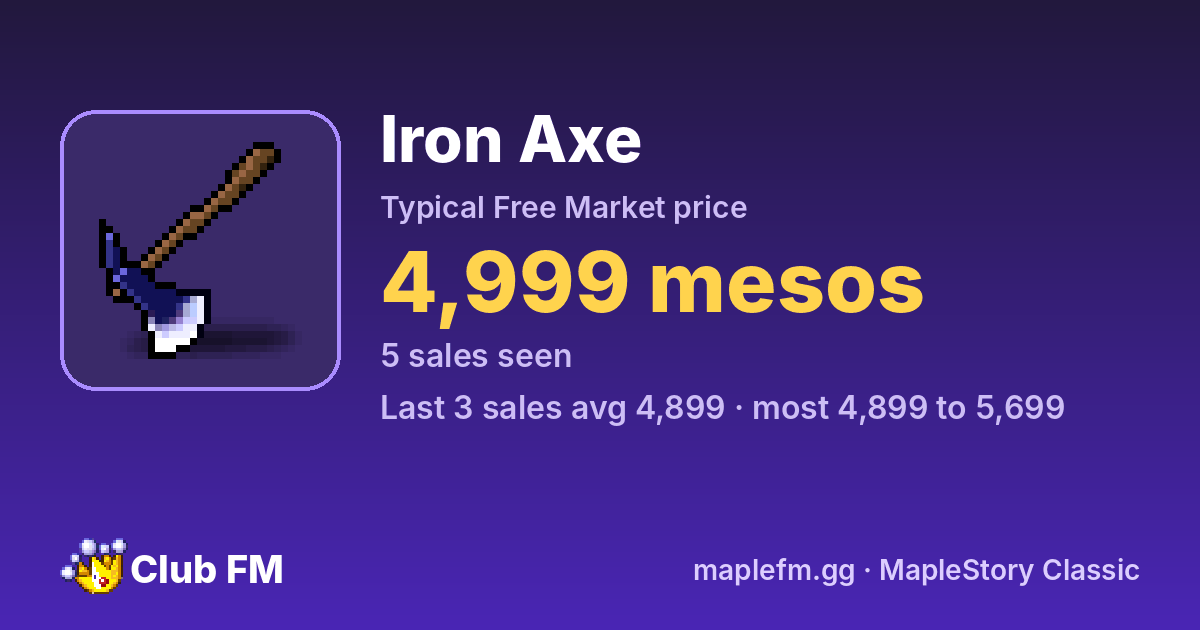 Iron Axe
Typical Free Market price
4,999 mesos
5 sales seen
Last 3 sales avg 4,899 · most 4,899 to 5,699
Club FM
maplefm.gg · MapleStory Classic